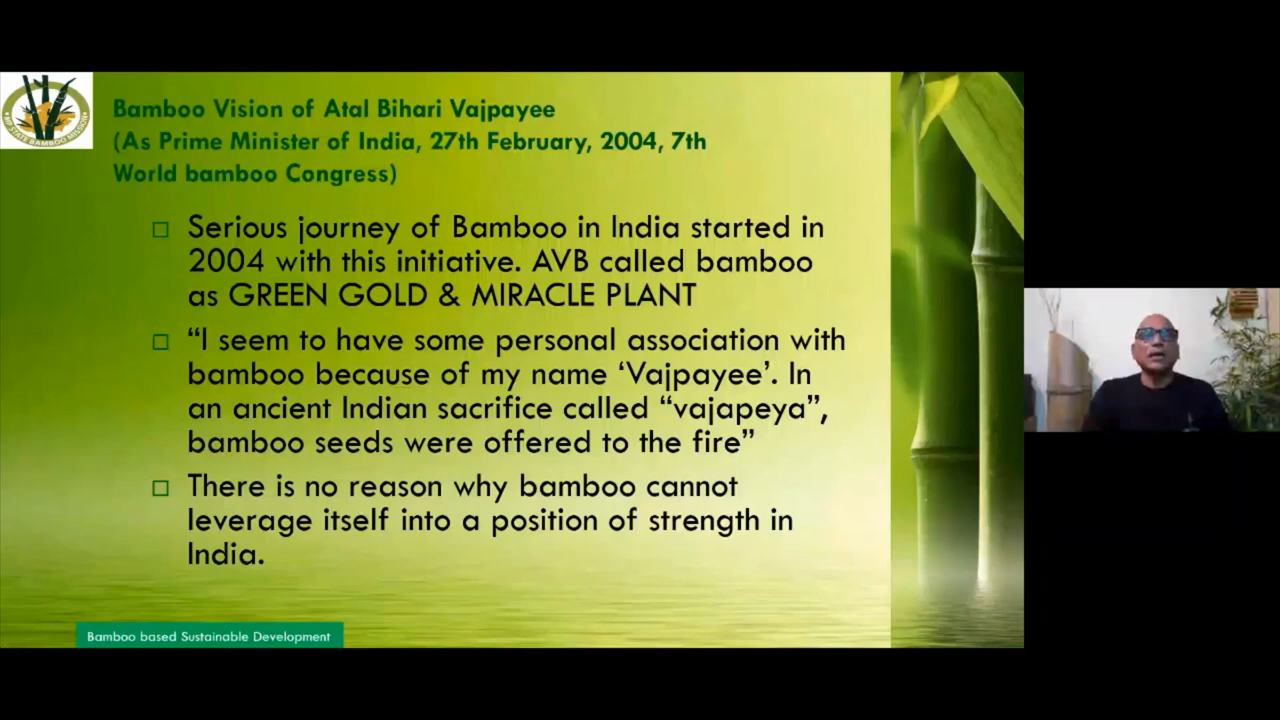 Bamboo Vision of Atal Bihari Vajpayee
(As Prime Minister of India, 27th February, 2004, 7th
World bamboo Congress)
Serious journey of Bamboo in India started in
2004 with this initiative. AVB called bamboo
as GREEN GOLD & MIRACLE PLANT
“I seem to have some personal association with
bamboo because of my name ‘Vajpayee’. In
an ancient Indian sacrifice called “vajapeya”,
bamboo seeds were offered to the fire”
There is no reason why bamboo cannot
leverage itself into a position of strength in
India.
Bamboo based Sustainable Development
MP STATE BAMBOO MISSION